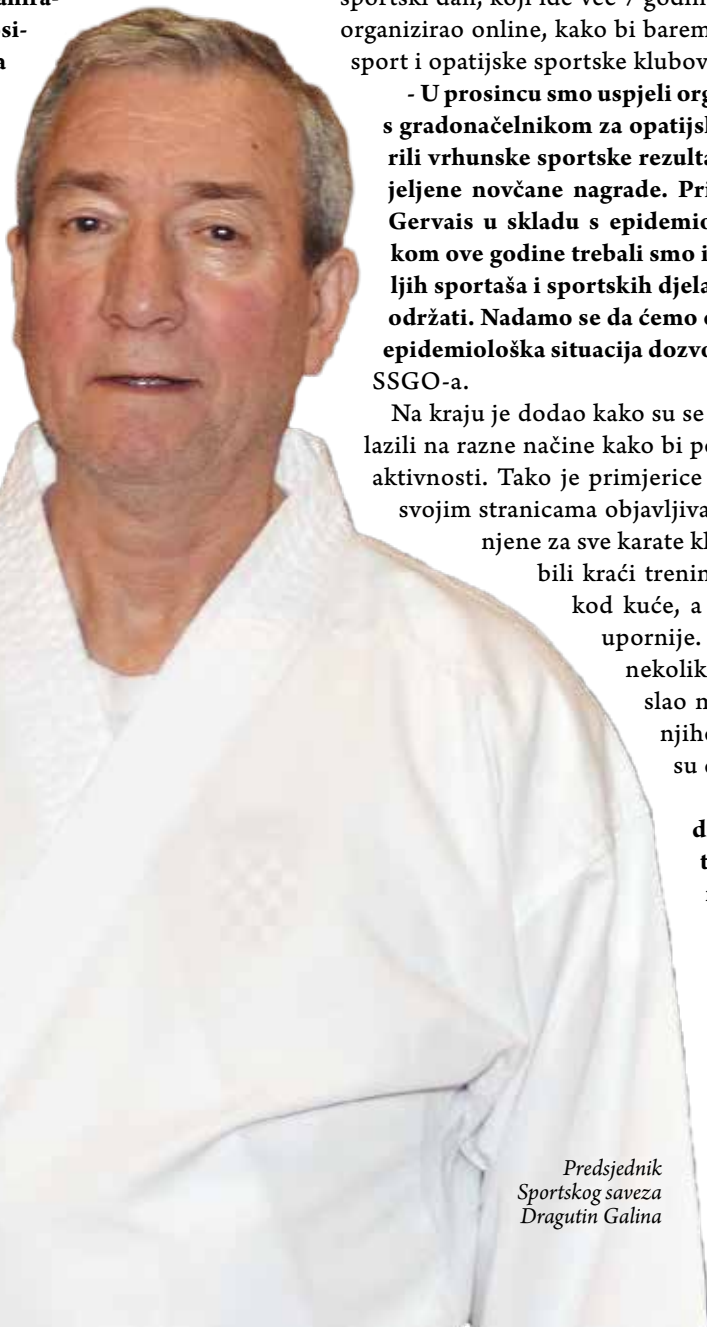 si-
a
sportski dan, koji ide već 7 godin
organizirao online, kako bi barem
sport i opatijske sportske klubov
- U prosincu smo uspjeli org
s gradonačelnikom za opatijsk
rili vrhunske sportske rezulta
jeljene novčane nagrade. Pri
Gervais u skladu s epidemio
kom ove godine trebali smo i
ljih sportaša i sportskih djela
održati. Nadamo se da ćemo
epidemiološka situacija dozvo
SSGO-a.
Na kraju je dodao kako su se
lazili na razne načine kako bi po
aktivnosti. Tako je primjerice
svojim stranicama objavljiva
njene za sve karate kl
bili kraći trenin
kod kuće, a
upornije.
nekolik
slao n
njiho
su
d
t
Predsjednik
Sportskog saveza
Dragutin Galina